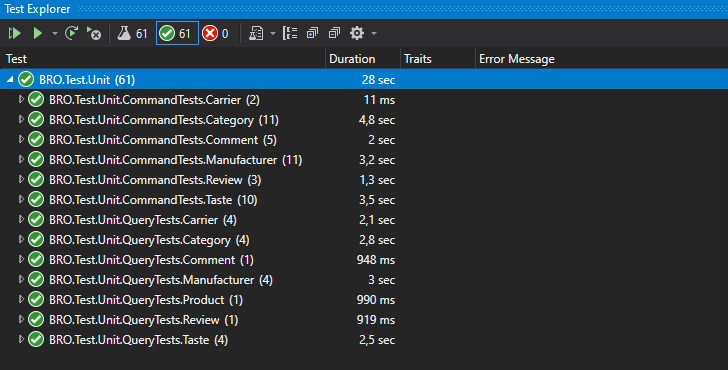 Test Explorer
61 61 0
Test Duration Traits Error Message
BRO.Test.Unit (61) 28 sec
BRO.Test.Unit.CommandTests.Carrier (2) 11 ms
BRO.Test.Unit.CommandTests.Category (11) 4,8 sec
BRO.Test.Unit.CommandTests.Comment (5) 2 sec
BRO.Test.Unit.CommandTests.Manufacturer (11) 3,2 sec
BRO.Test.Unit.CommandTests.Review (3) 1,3 sec
BRO.Test.Unit.CommandTests.Taste (10) 3,5 sec
BRO.Test.Unit.QueryTests.Carrier (4) 2,1 sec
BRO.Test.Unit.QueryTests.Category (4) 2,8 sec
BRO.Test.Unit.QueryTests.Comment (1) 948 ms
BRO.Test.Unit.QueryTests.Manufacturer (4) 3 sec
BRO.Test.Unit.QueryTests.Product (1) 990 ms
BRO.Test.Unit.QueryTests.Review (1) 919 ms
BRO.Test.Unit.QueryTests.Taste (4) 2,5 sec